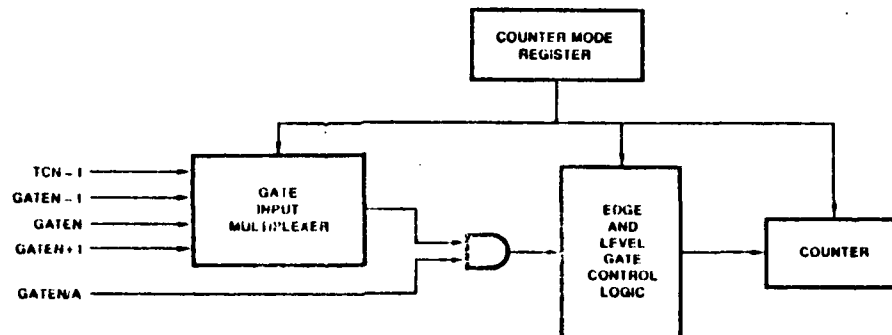 COUNTER MODE
REGISTER
TCN-1
GATEN-1
GATEN
GATEN+1
GATEN/A
GATE
INPUT
MULTIPLEXER
EDGE
AND
LEVEL
GATE
CONTROL
LOGIC
COUNTER